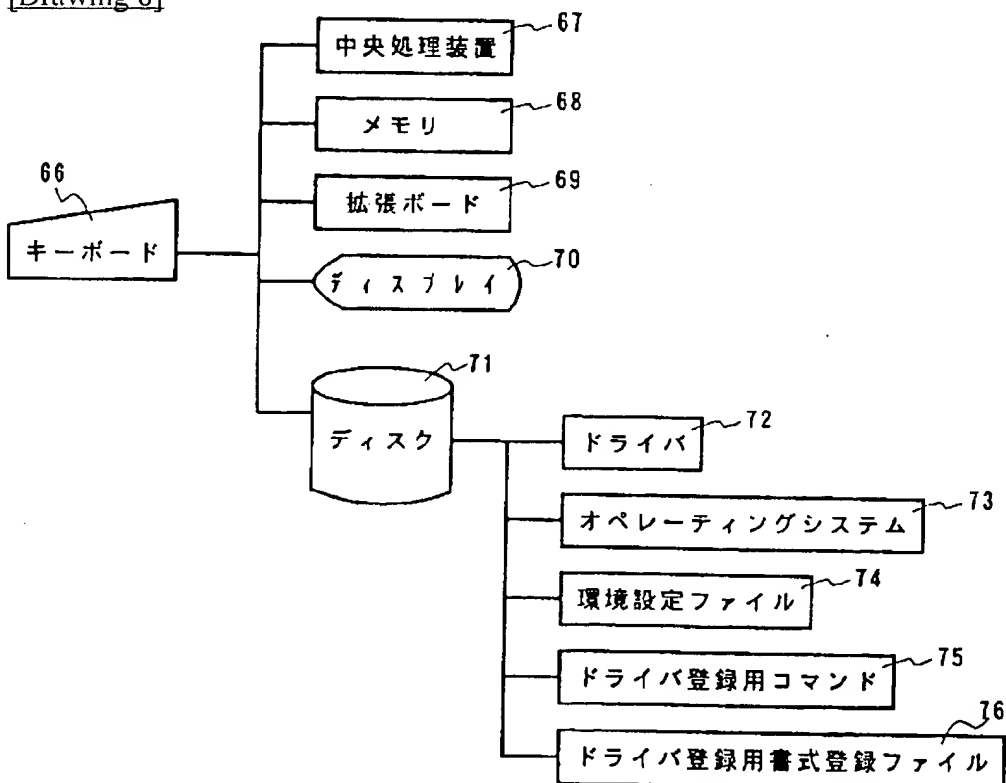 [Drawing 6]
67
中央処理装置
68
メモリ
69
拡張ボード
66
キーボード
70
ディスプレイ
71
ディスク
72
ドライバ
73
オペレーティングシステム
74
環境設定ファイル
75
ドライバ登録用コマンド
76
ドライバ登録用書式登録ファイル